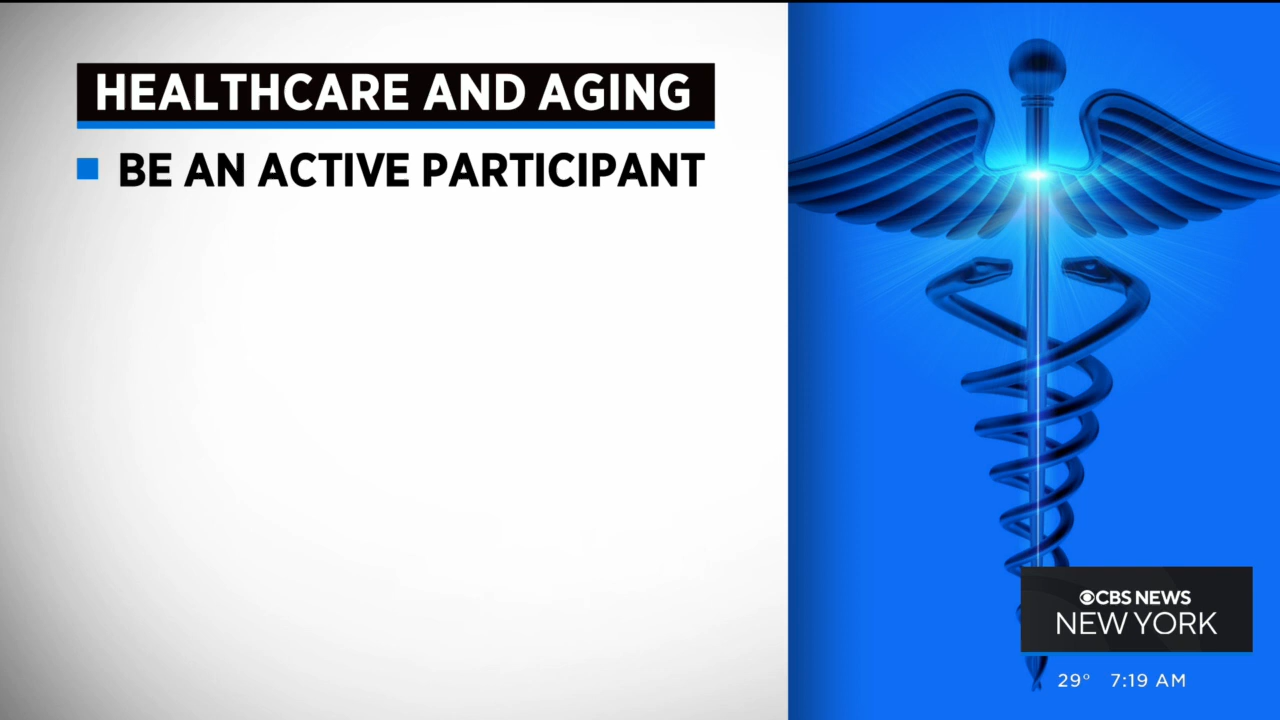 HEALTHCARE AND AGING
BE AN ACTIVE PARTICIPANT
CBS NEWS
NEW YORK
29° 7:19 AM